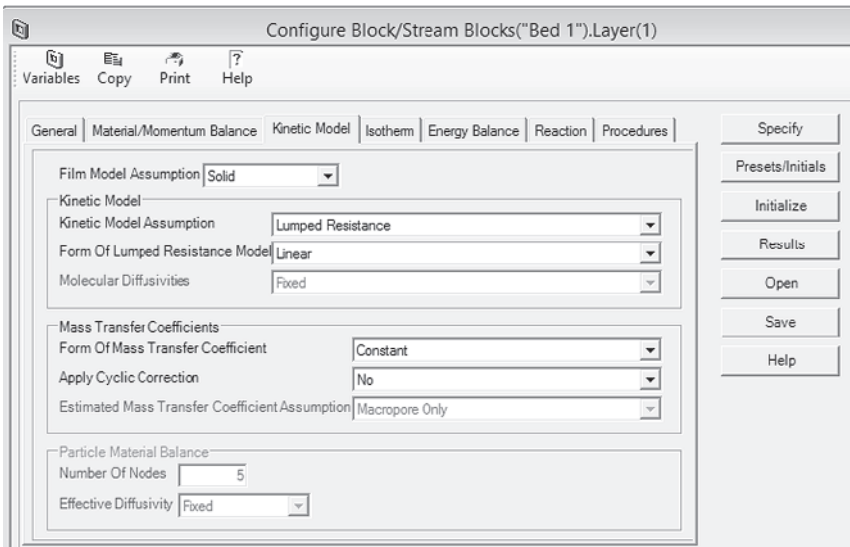 Configure Block/Stream Blocks("Bed 1").Layer(1)
Variables Copy Print Help
General Material/Momentum Balance Kinetic Model Isotherm Energy Balance Reaction Procedures
Film Model Assumption Solid
Kinetic Model
Kinetic Model Assumption Lumped Resistance
Form Of Lumped Resistance Model Linear
Molecular Diffusivities Fixed
Mass Transfer Coefficients
Form Of Mass Transfer Coefficient Constant
Apply Cyclic Correction No
Estimated Mass Transfer Coefficient Assumption Macropore Only
Particle Material Balance
Number Of Nodes 5
Effective Diffusivity Fixed
Specify
Presets/Initials
Initialize
Results
Open
Save
Help